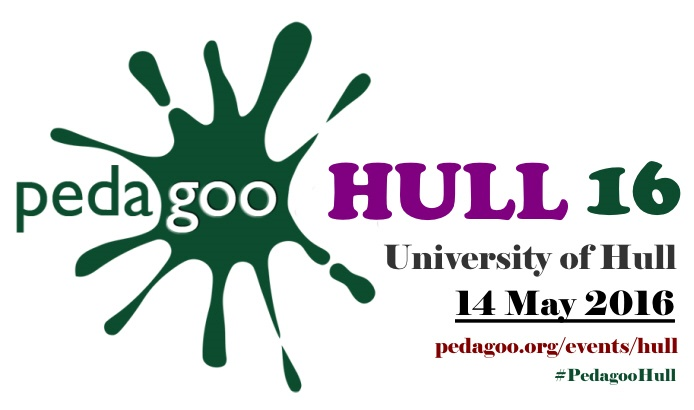 pedagoo HULL 16
University of Hull
14 May 2016
pedagoo.org/events/hull
#PedagooHull